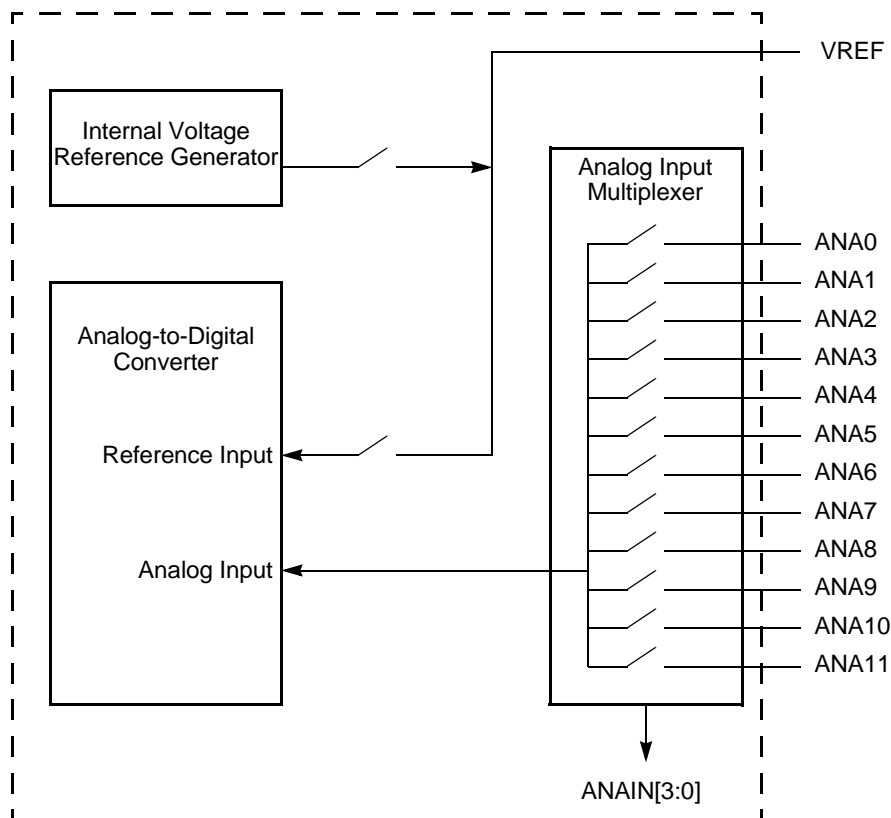 VREF
Internal Voltage
Reference Generator
Analog Input
Multiplexer
ANA0
ANA1
ANA2
ANA3
ANA4
ANA5
ANA6
ANA7
ANA8
ANA9
ANA10
ANA11
Analog-to-Digital
Converter
Reference Input
Analog Input
ANAIN[3:0]